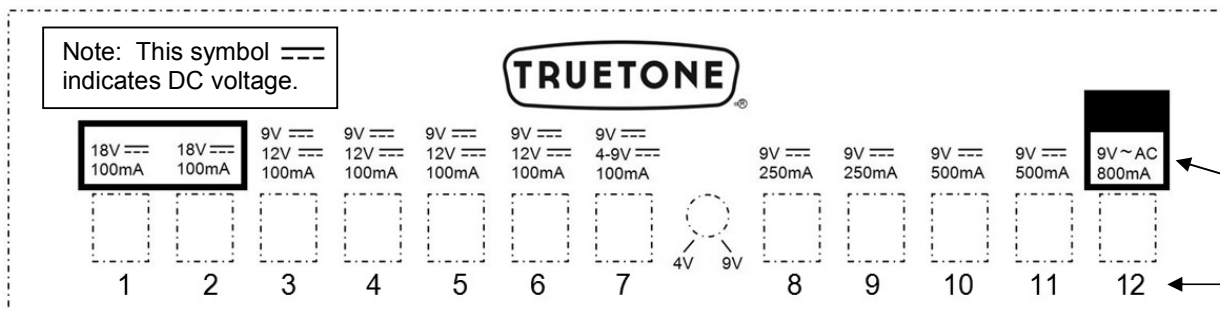 Note: This symbol ⎓
indicates DC voltage.
TRUETONE
®
18V ⎓
100mA
18V ⎓
100mA
9V ⎓
12V ⎓
100mA
9V ⎓
12V ⎓
100mA
9V ⎓
12V ⎓
100mA
9V ⎓
12V ⎓
100mA
9V ⎓
4-9V ⎓
100mA
9V ⎓
250mA
9V ⎓
250mA
9V ⎓
500mA
9V ⎓
500mA
9V ~ AC
800mA
4V 9V
1 2 3 4 5 6 7 8 9 10 11 12